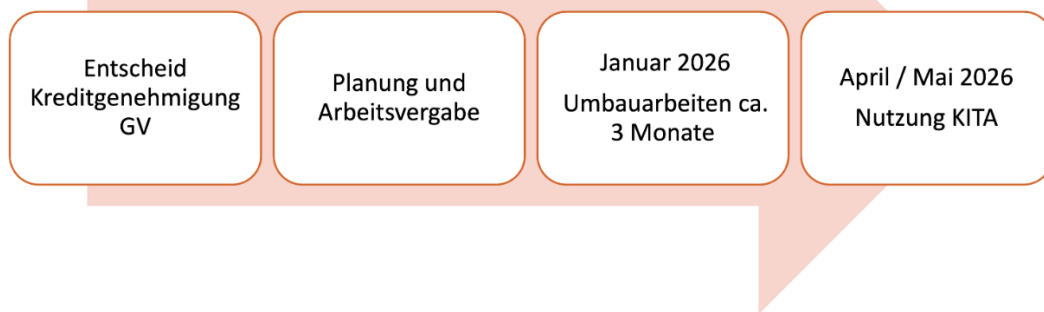 Entscheid
Kreditgenehmigung
GV
Planung und
Arbeitsvergabe
Januar 2026
Umbauarbeiten ca.
3 Monate
April / Mai 2026
Nutzung KITA